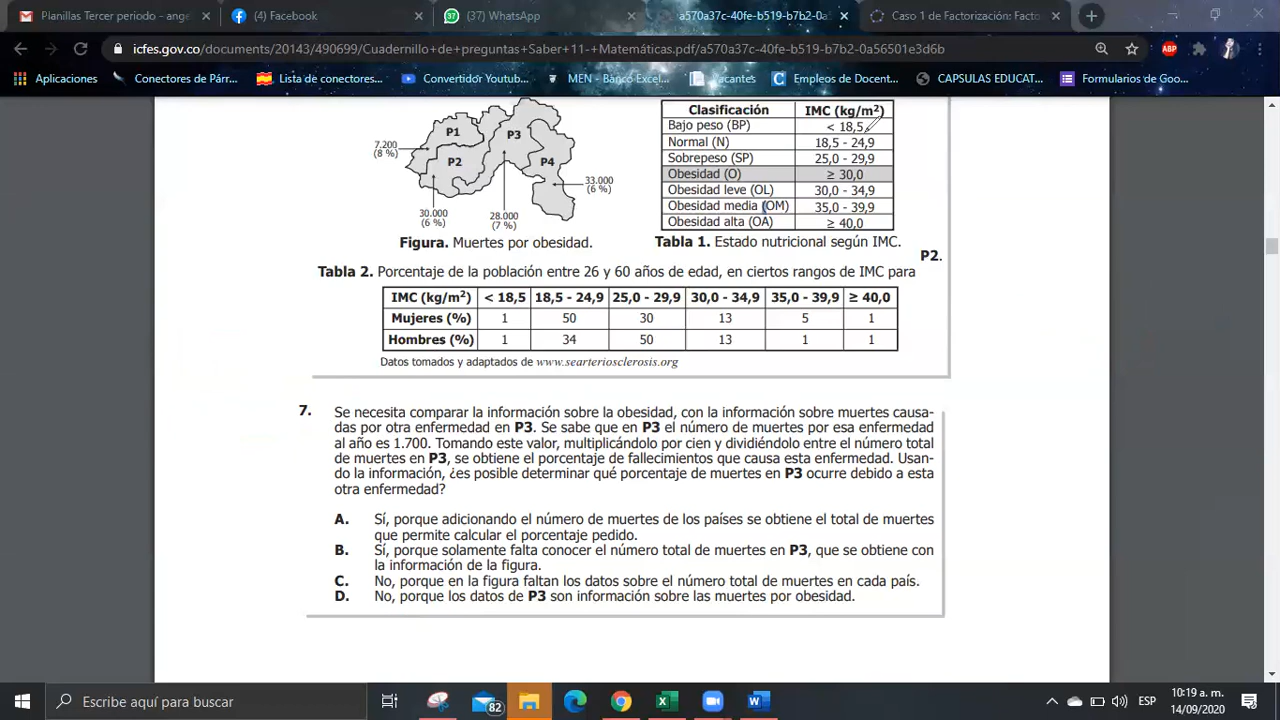 Planillas Tercer periodo - ange
(4) Facebook
(37) WhatsApp
a570a37c-40fe-b519-b7b2-0a5
Caso 1 de Factorización: Facto
icfes.gov.co/documents/20143/490699/Cuadernillo+de+preguntas+Saber+11-+Matemáticas.pdf/a570a37c-40fe-b519-b7b2-0a56501e3d6b
ABP
Aplicaciones
Conectores de Párr...
Lista de conectores...
Convertidor Youtub...
MEN - Banco Excel...
Vacantes
Empleos de Docent...
CAPSULAS EDUCAT...
Formularios de Goo...
P1
P2
P3
P4
7.200
(8 %)
30.000
(6 %)
28.000
(7 %)
33.000
(6 %)
Figura. Muertes por obesidad.
Clasificación IMC (kg/m²)
Bajo peso (BP) < 18,5
Normal (N) 18,5 - 24,9
Sobrepeso (SP) 25,0 - 29,9
Obesidad (O) ≥ 30,0
Obesidad leve (OL) 30,0 - 34,9
Obesidad media (OM) 35,0 - 39,9
Obesidad alta (OA) ≥ 40,0
Tabla 1. Estado nutricional según IMC.
P2.
Tabla 2. Porcentaje de la población entre 26 y 60 años de edad, en ciertos rangos de IMC para
IMC (kg/m²) < 18,5 18,5 - 24,9 25,0 - 29,9 30,0 - 34,9 35,0 - 39,9 ≥ 40,0
Mujeres (%) 1 50 30 13 5 1
Hombres (%) 1 34 50 13 1 1
Datos tomados y adaptados de www.searteriosclerosis.org
7. Se necesita comparar la información sobre la obesidad, con la información sobre muertes causa-
das por otra enfermedad en P3. Se sabe que en P3 el número de muertes por esa enfermedad
al año es 1.700. Tomando este valor, multiplicándolo por cien y dividiéndolo entre el número total
de muertes en P3, se obtiene el porcentaje de fallecimientos que causa esta enfermedad. Usan-
do la información, ¿es posible determinar qué porcentaje de muertes en P3 ocurre debido a esta
otra enfermedad?
A. Sí, porque adicionando el número de muertes de los países se obtiene el total de muertes
que permite calcular el porcentaje pedido.
B. Sí, porque solamente falta conocer el número total de muertes en P3, que se obtiene con
la información de la figura.
C. No, porque en la figura faltan los datos sobre el número total de muertes en cada país.
D. No, porque los datos de P3 son información sobre las muertes por obesidad.
Escribe aquí para buscar
82
ESP
10:19 a. m.
14/09/2020